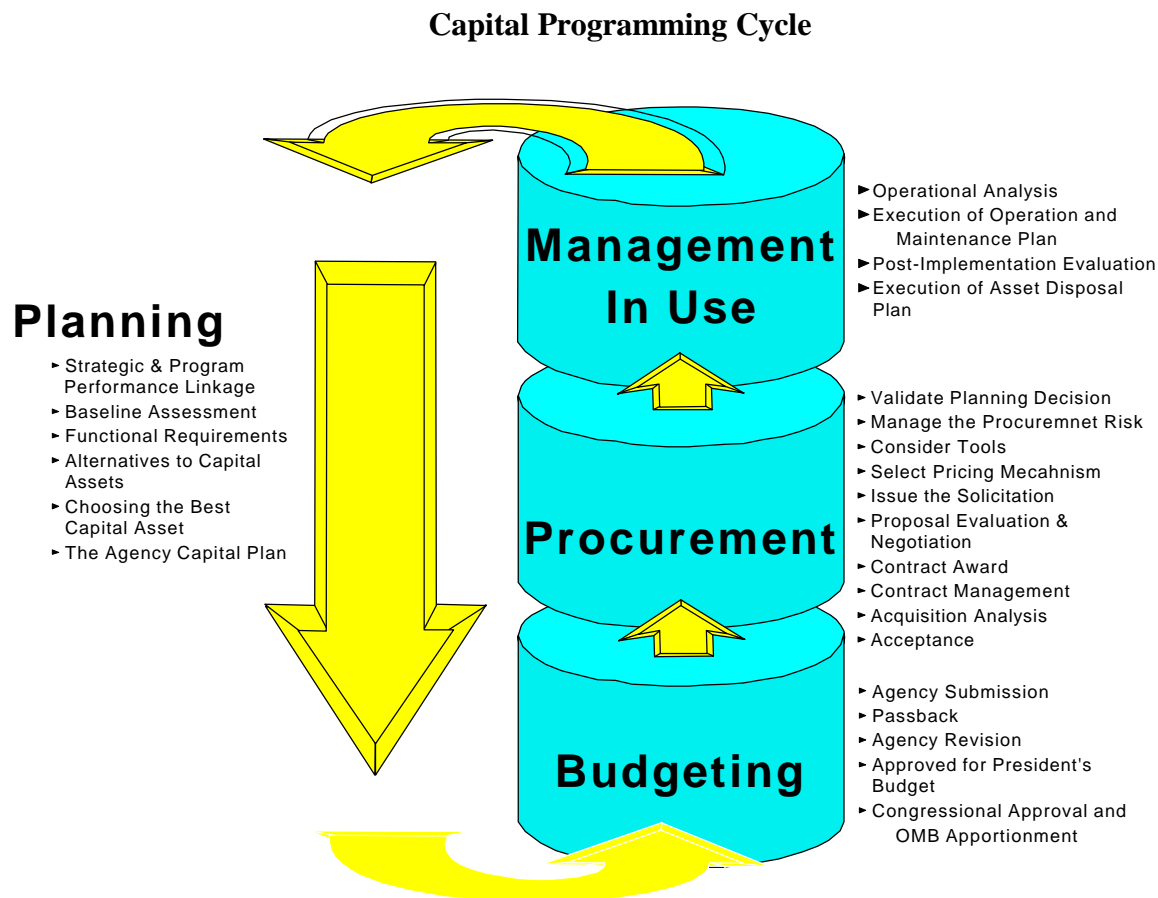 Capital Programming Cycle
Planning
Strategic & Program
Performance Linkage
Baseline Assessment
Functional Requirements
Alternatives to Capital
Assets
Choosing the Best
Capital Asset
The Agency Capital Plan
Management
In Use
Operational Analysis
Execution of Operation and
Maintenance Plan
Post-Implementation Evaluation
Execution of Asset Disposal
Plan
Procurement
Validate Planning Decision
Manage the Procuremnet Risk
Consider Tools
Select Pricing Mecahnism
Issue the Solicitation
Proposal Evaluation &
Negotiation
Contract Award
Contract Management
Acquisition Analysis
Acceptance
Budgeting
Agency Submission
Passback
Agency Revision
Approved for President's
Budget
Congressional Approval and
OMB Apportionment